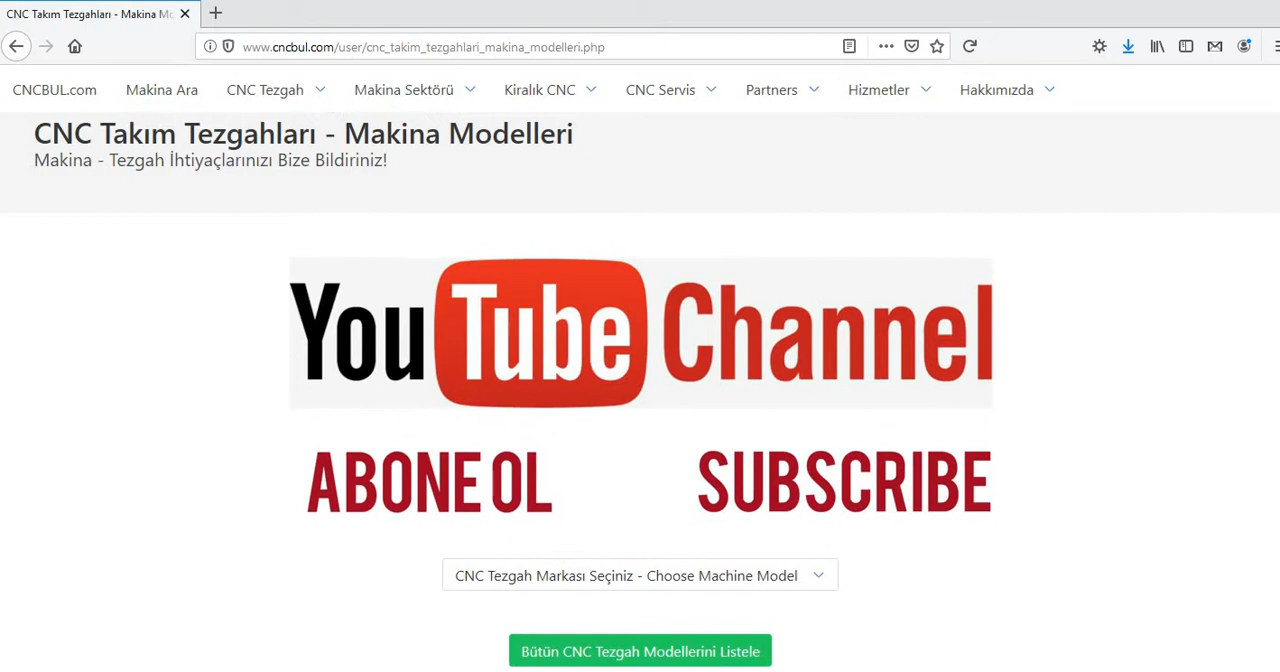 CNC Takım Tezgahları - Makina Mo
www.cncbul.com/user/cnc_takim_tezgahlari_makina_modelleri.php
CNCBUL.com Makina Ara CNC Tezgah Makina Sektörü Kiralık CNC CNC Servis Partners Hizmetler Hakkımızda
CNC Takım Tezgahları - Makina Modelleri
Makina - Tezgah İhtiyaçlarınızı Bize Bildiriniz!
YouTube Channel
ABONE OL SUBSCRIBE
CNC Tezgah Markası Seçiniz - Choose Machine Model
Bütün CNC Tezgah Modellerini Listele